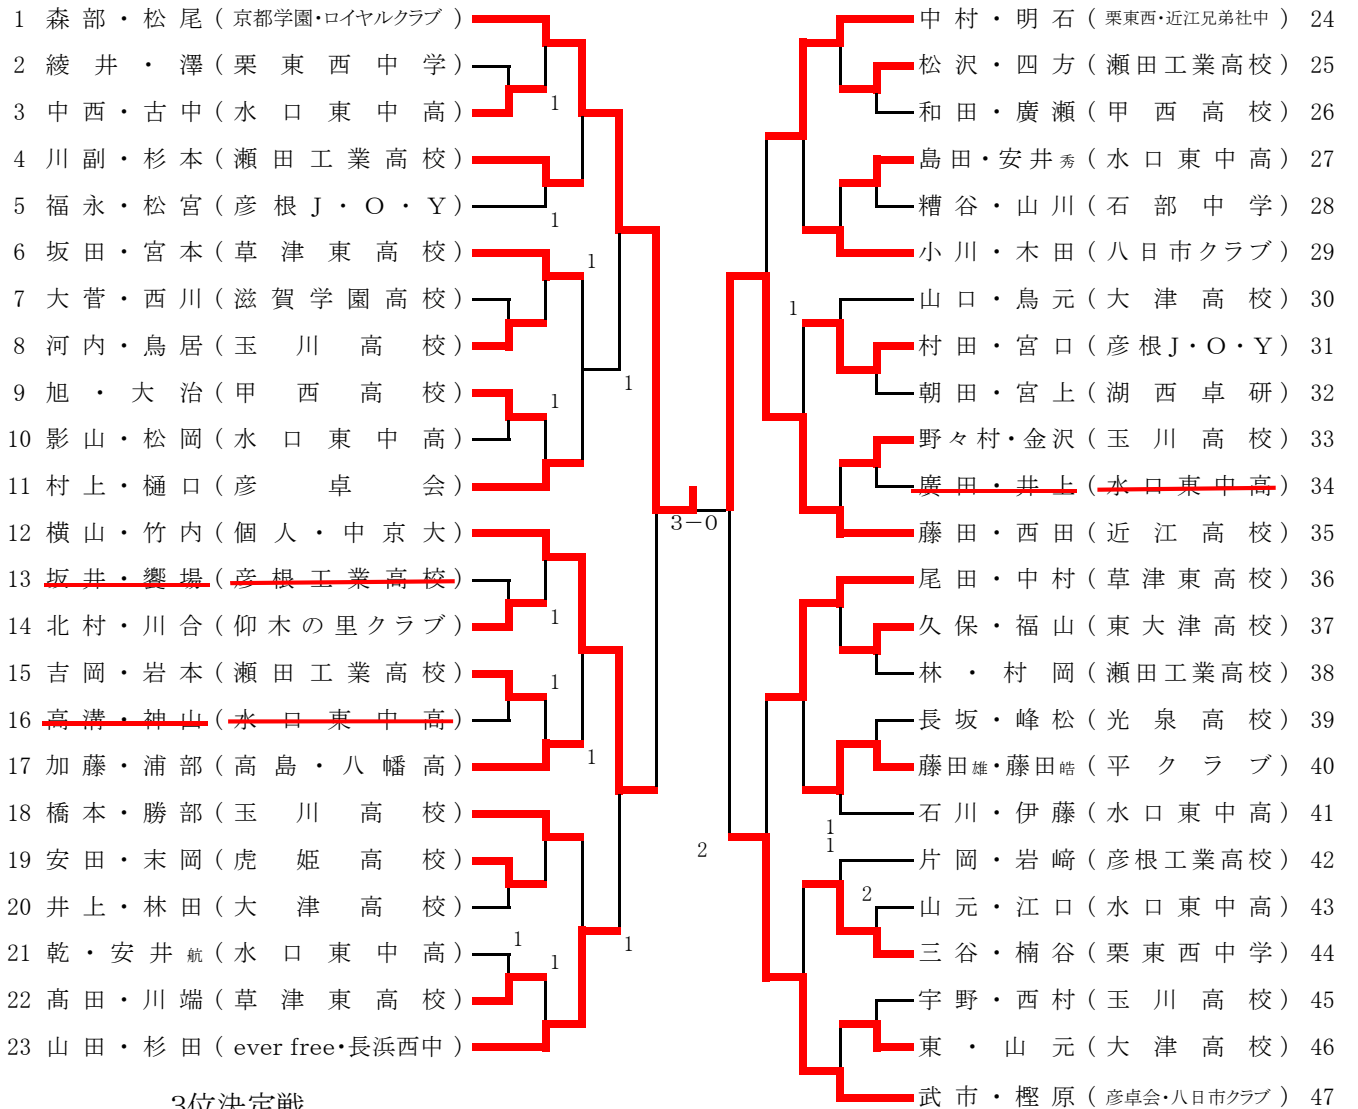 1 森部・松尾 ( 京都学園・ロイヤルクラブ )
2 綾井・澤 ( 栗東西中学 )
3 中西・古中 ( 水口東中高 )
4 川副・杉本 ( 瀬田工業高校 )
5 福永・松宮 ( 彦根J・O・Y )
6 坂田・宮本 ( 草津東高校 )
7 大菅・西川 ( 滋賀学園高校 )
8 河内・鳥居 ( 玉川高校 )
9 旭・大治 ( 甲西高校 )
10 影山・松岡 ( 水口東中高 )
11 村上・樋口 ( 彦卓会 )
12 横山・竹内 ( 個人・中京大 )
13 坂井・饗場 ( 彦根工業高校 )
14 北村・川合 ( 仰木の里クラブ )
15 吉岡・岩本 ( 瀬田工業高校 )
16 高溝・神山 ( 水口東中高 )
17 加藤・浦部 ( 高島・八幡高 )
18 橋本・勝部 ( 玉川高校 )
19 安田・末岡 ( 虎姫高校 )
20 井上・林田 ( 大津高校 )
21 乾・安井航 ( 水口東中高 )
22 髙田・川端 ( 草津東高校 )
23 山田・杉田 ( ever free・長浜西中 )
3位決定戦
1
1
1
1
1
1
1
1
1
1
1
3−0
中村・明石 ( 栗東西・近江兄弟社中 ) 24
松沢・四方 ( 瀬田工業高校 ) 25
和田・廣瀬 ( 甲西高校 ) 26
島田・安井秀 ( 水口東中高 ) 27
糟谷・山川 ( 石部中学 ) 28
小川・木田 ( 八日市クラブ ) 29
山口・鳥元 ( 大津高校 ) 30
村田・宮口 ( 彦根J・O・Y ) 31
朝田・宮上 ( 湖西卓研 ) 32
野々村・金沢 ( 玉川高校 ) 33
廣田・井上 ( 水口東中高 ) 34
藤田・西田 ( 近江高校 ) 35
尾田・中村 ( 草津東高校 ) 36
久保・福山 ( 東大津高校 ) 37
林・村岡 ( 瀬田工業高校 ) 38
長坂・峰松 ( 光泉高校 ) 39
藤田雄・藤田皓 ( 平クラブ ) 40
石川・伊藤 ( 水口東中高 ) 41
片岡・岩﨑 ( 彦根工業高校 ) 42
山元・江口 ( 水口東中高 ) 43
三谷・楠谷 ( 栗東西中学 ) 44
宇野・西村 ( 玉川高校 ) 45
東・山元 ( 大津高校 ) 46
武市・樫原 ( 彦卓会・八日市クラブ ) 47
1
1
1
2
2